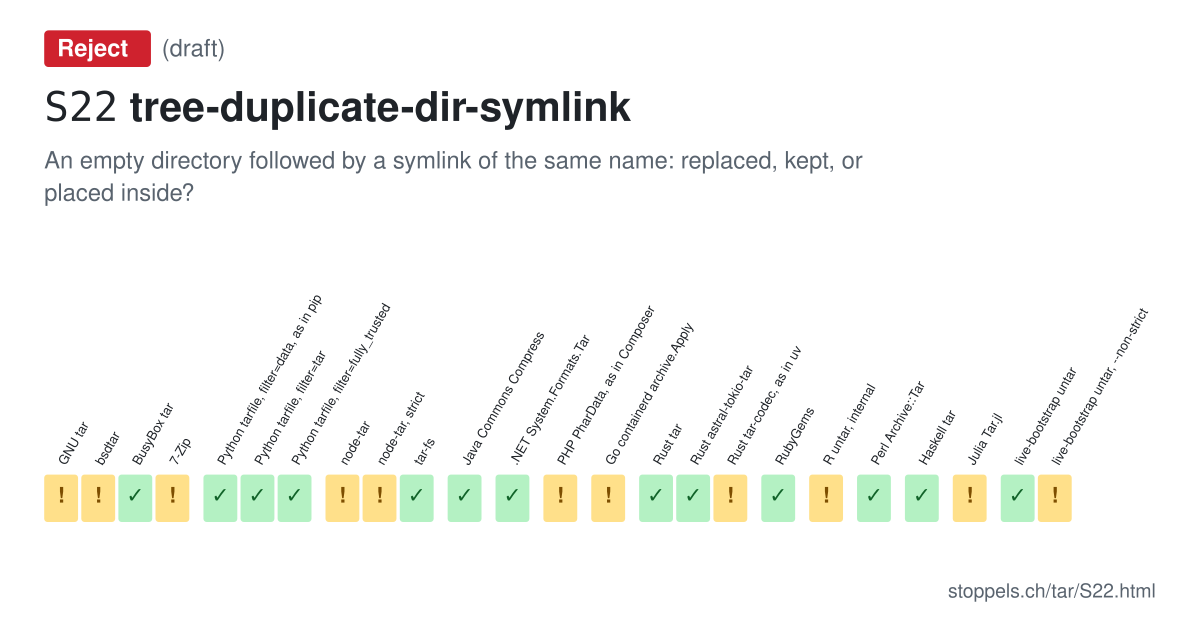 Reject (draft)
S22 tree-duplicate-dir-symlink
An empty directory followed by a symlink of the same name: replaced, kept, or
placed inside?
GNU tar
bsdtar
BusyBox tar
7-Zip
Python tarfile, filter=data, as in pip
Python tarfile, filter=tar
Python tarfile, filter=fully_trusted
node-tar
node-tar, strict
tar-fs
Java Commons Compress
.NET System.Formats.Tar
PHP PharData, as in Composer
Go containerd archive.Apply
Rust tar
Rust astral-tokio-tar
Rust tar-codec, as in uv
RubyGems
R untar, internal
Perl Archive::Tar
Haskell tar
Julia Tar.jl
live-bootstrap untar
live-bootstrap untar, --non-strict
! ! ✓ ! ✓ ✓ ✓ ! ! ✓ ✓ ✓ ! ! ✓ ✓ ! ✓ ! ✓ ✓ ! ✓ !
stoppels.ch/tar/S22.html